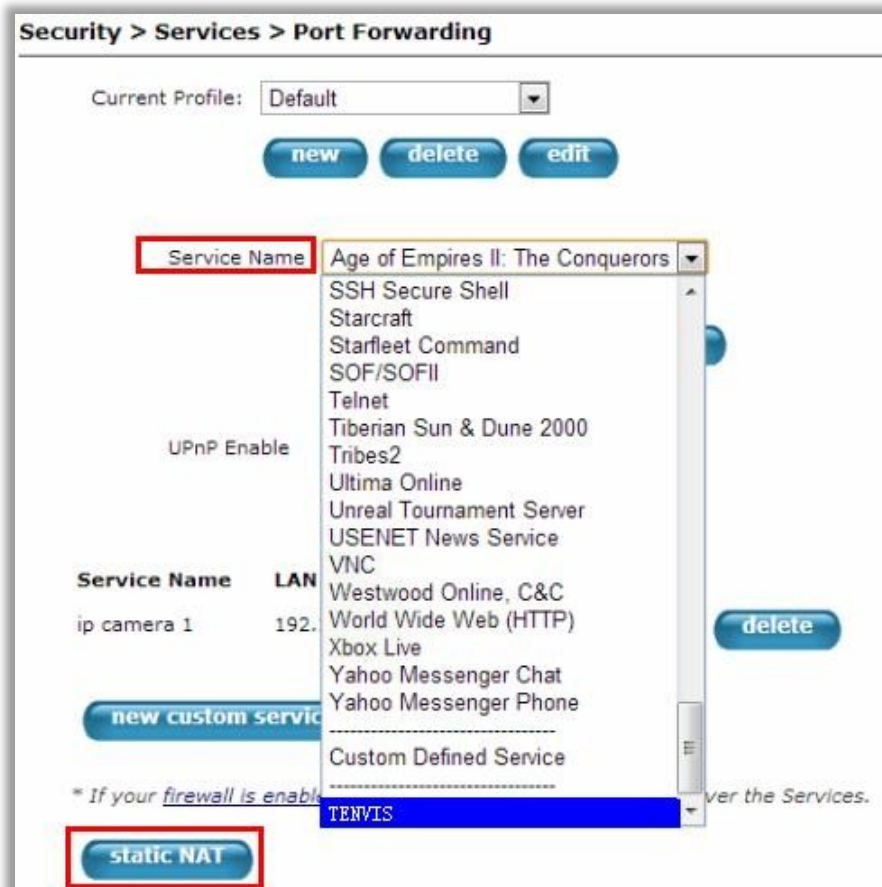 Security > Services > Port Forwarding
Current Profile: Default
new delete edit
Service Name Age of Empires II: The Conquerors
SSH Secure Shell
Starcraft
Starfleet Command
SOF/SOFII
Telnet
Tiberian Sun & Dune 2000
UPnP Enable
Tribes2
Ultima Online
Unreal Tournament Server
USENET News Service
VNC
Service Name LAN
Westwood Online, C&C
ip camera 1 192.
World Wide Web (HTTP)
delete
Xbox Live
Yahoo Messenger Chat
Yahoo Messenger Phone
new custom servic
Custom Defined Service
* If your firewall is enabl ver the Services.
TENVIS
static NAT